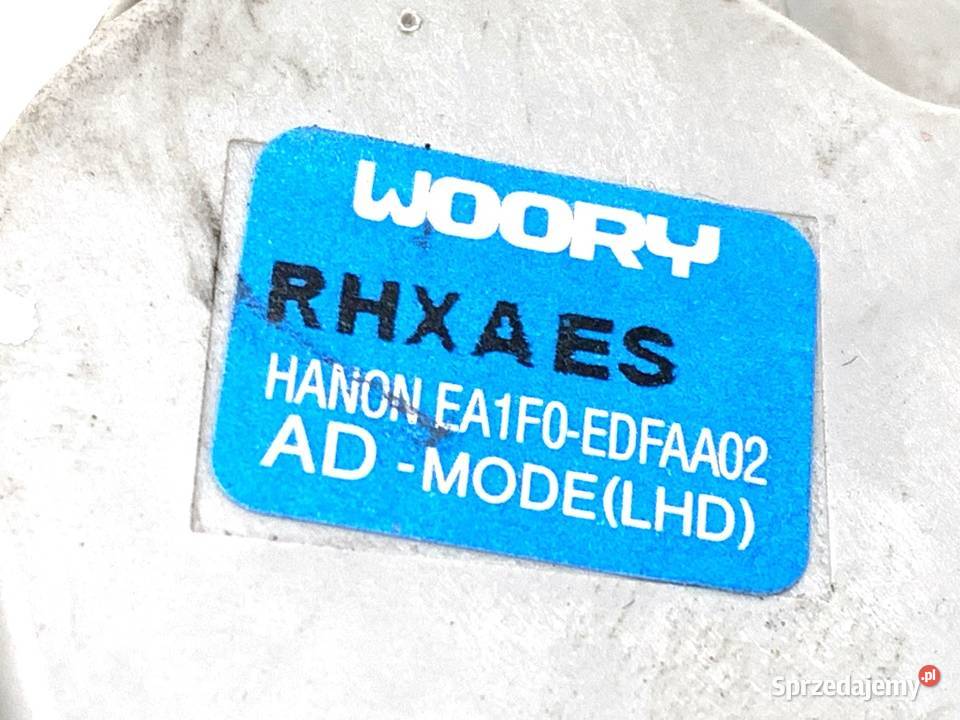 WOORY
RHXAES
HANON EA1F0-EDFAA02
AD -MODE(LHD)
Sprzedajemy.pl